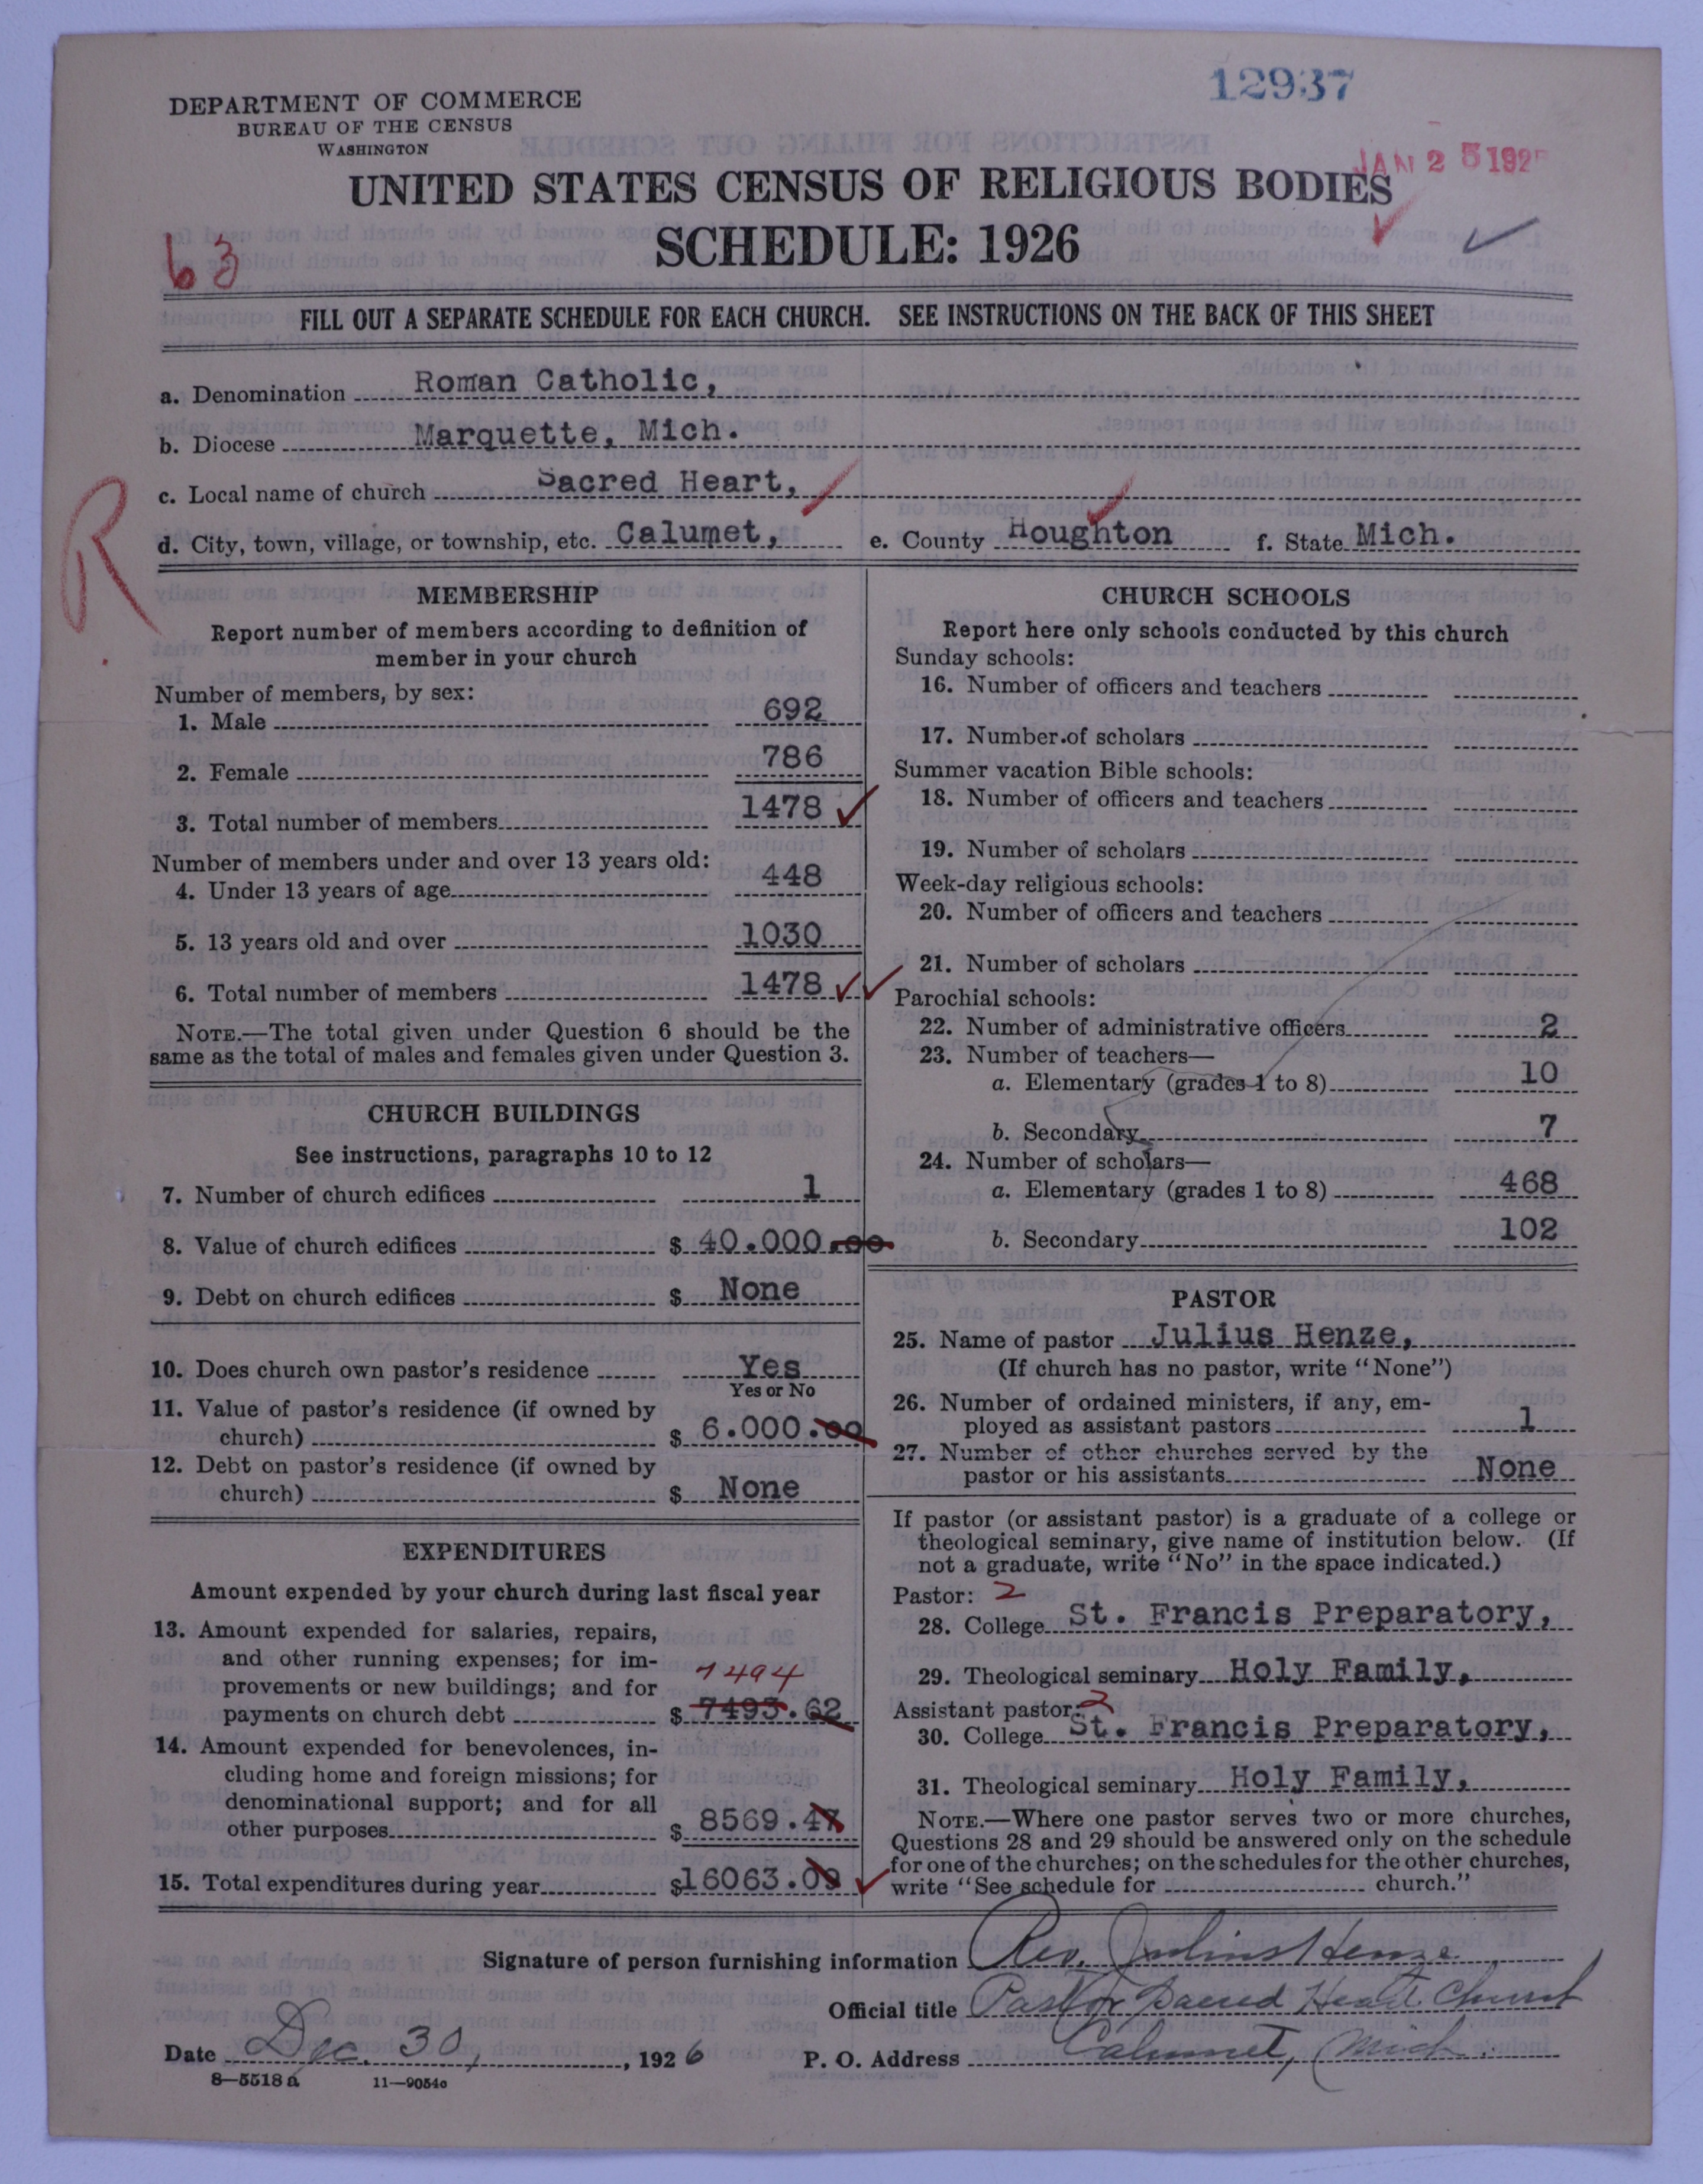 12937
DEPARTMENT OF COMMERCE
BUREAU OF THE CENSUS
WASHINGTON
JAN 2 5 192
UNITED STATES CENSUS OF RELIGIOUS BODIES
SCHEDULE: 1926
63
FILL OUT A SEPARATE SCHEDULE FOR EACH CHURCH. SEE INSTRUCTIONS ON THE BACK OF THIS SHEET
a. Denomination Roman Catholic,
b. Diocese Marquette, Mich.
c. Local name of church Sacred Heart,
d. City, town, village, or township, etc. Calumet, e. County Houghton f. State Mich.
R
MEMBERSHIP
Report number of members according to definition of
member in your church
Number of members, by sex:
1. Male 692
2. Female 786
3. Total number of members 1478
Number of members under and over 13 years old:
4. Under 13 years of age 448
5. 13 years old and over 1030
6. Total number of members 1478
NOTE.—The total given under Question 6 should be the
same as the total of males and females given under Question 3.
CHURCH BUILDINGS
See instructions, paragraphs 10 to 12
7. Number of church edifices 1
8. Value of church edifices $ 40.000.00
9. Debt on church edifices $ None
10. Does church own pastor's residence Yes
Yes or No
11. Value of pastor's residence (if owned by
church) $ 6.000.00
12. Debt on pastor's residence (if owned by
church) $ None
EXPENDITURES
Amount expended by your church during last fiscal year
13. Amount expended for salaries, repairs,
and other running expenses; for im-
provements or new buildings; and for 7494
payments on church debt $ 7493.62
14. Amount expended for benevolences, in-
cluding home and foreign missions; for
denominational support; and for all
other purposes $ 8569.47
15. Total expenditures during year $16063.09
CHURCH SCHOOLS
Report here only schools conducted by this church
Sunday schools:
16. Number of officers and teachers
17. Number of scholars
Summer vacation Bible schools:
18. Number of officers and teachers
19. Number of scholars
Week-day religious schools:
20. Number of officers and teachers
21. Number of scholars
Parochial schools:
22. Number of administrative officers 2
23. Number of teachers—
a. Elementary (grades 1 to 8) 10
b. Secondary 7
24. Number of scholars—
a. Elementary (grades 1 to 8) 468
b. Secondary 102
PASTOR
25. Name of pastor Julius Henze,
(If church has no pastor, write "None")
26. Number of ordained ministers, if any, em-
ployed as assistant pastors 1
27. Number of other churches served by the
pastor or his assistants None
If pastor (or assistant pastor) is a graduate of a college or
theological seminary, give name of institution below. (If
not a graduate, write "No" in the space indicated.)
Pastor: 2
28. College St. Francis Preparatory,
29. Theological seminary Holy Family,
Assistant pastor: 2
30. College St. Francis Preparatory,
31. Theological seminary Holy Family,
NOTE.—Where one pastor serves two or more churches,
Questions 28 and 29 should be answered only on the schedule
for one of the churches; on the schedules for the other churches,
write "See schedule for church."
Signature of person furnishing information Rev. Julius Henze
Official title Pastor Sacred Heart Church
Date Dec. 30, 1926 P. O. Address Calumet, Mich.
8—5518 a 11—9054c